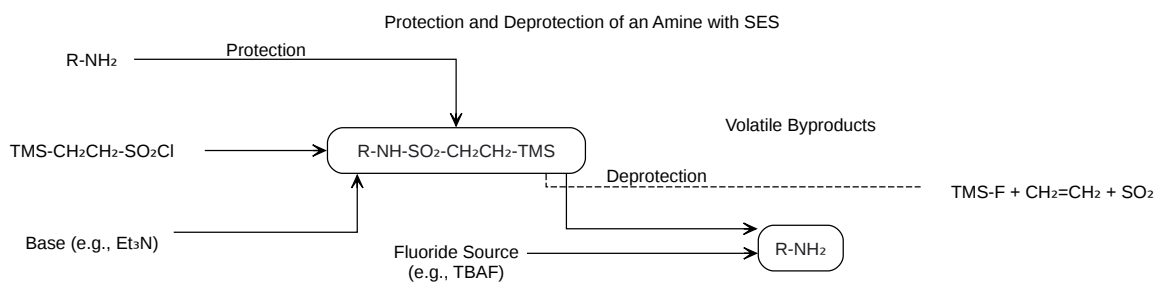 Protection and Deprotection of an Amine with SES
Protection
R-NH₂
Volatile Byproducts
TMS-CH₂CH₂-SO₂Cl
R-NH-SO₂-CH₂CH₂-TMS
Deprotection
TMS-F + CH₂=CH₂ + SO₂
Base (e.g., Et₃N)
Fluoride Source
(e.g., TBAF)
R-NH₂